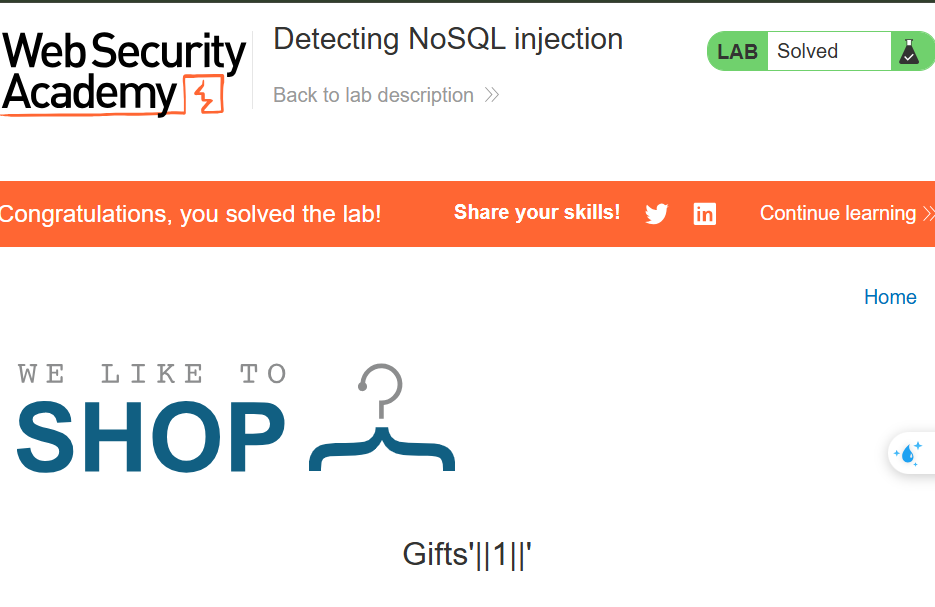 Web Security
Academy
Detecting NoSQL injection
Back to lab description
LAB Solved
Congratulations, you solved the lab!
Share your skills!
in
Continue learning
Home
WE LIKE TO
SHOP
Gifts'||1||'